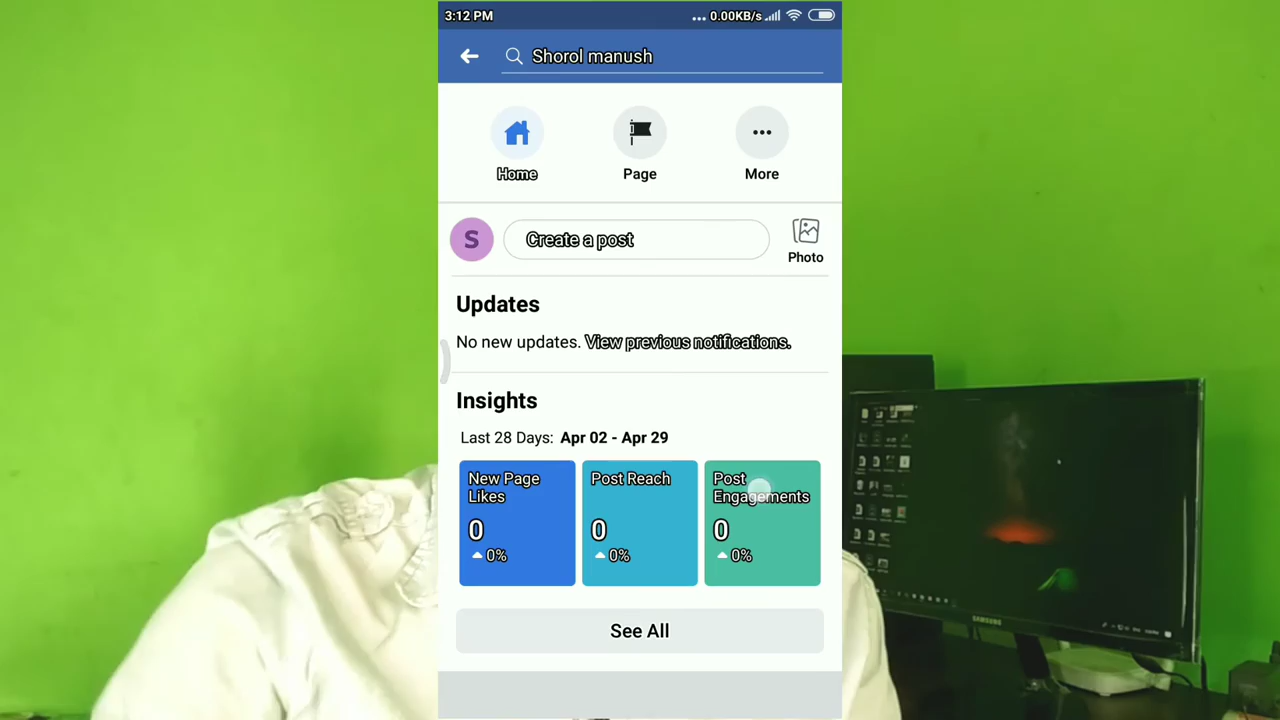 3:12 PM
... 0.00KB/s
Shorol manush
Home
Page
More
S
Create a post
Photo
Updates
No new updates. View previous notifications.
Insights
Last 28 Days: Apr 02 - Apr 29
New Page
Likes
0
0%
Post Reach
0
0%
Post
Engagements
0
0%
See All
SAMSUNG